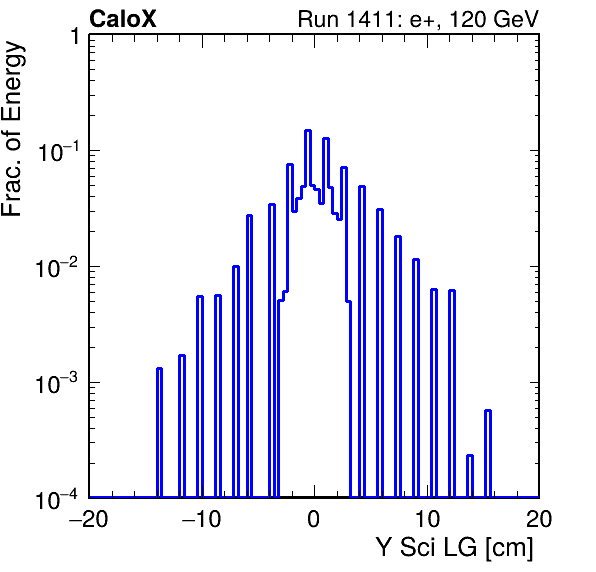 CaloX Run 1411: e+, 120 GeV
Frac. of Energy
1
10⁻¹
10⁻²
10⁻³
10⁻⁴
−20 −10 0 10 20
Y Sci LG [cm]